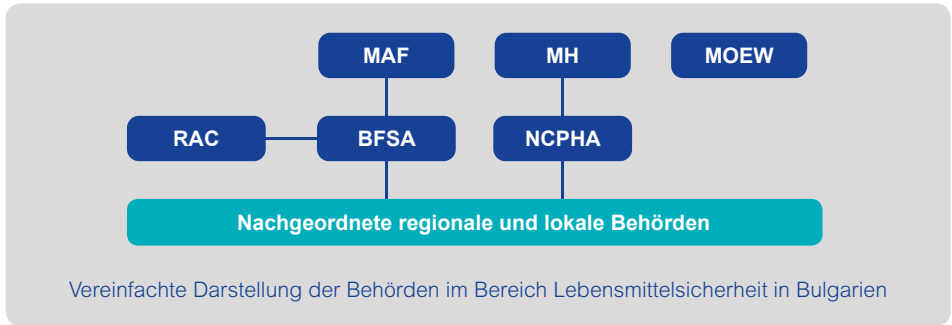 MAF
MH
MOEW
RAC
BFSA
NCPHA
Nachgeordnete regionale und lokale Behörden
Vereinfachte Darstellung der Behörden im Bereich Lebensmittelsicherheit in Bulgarien